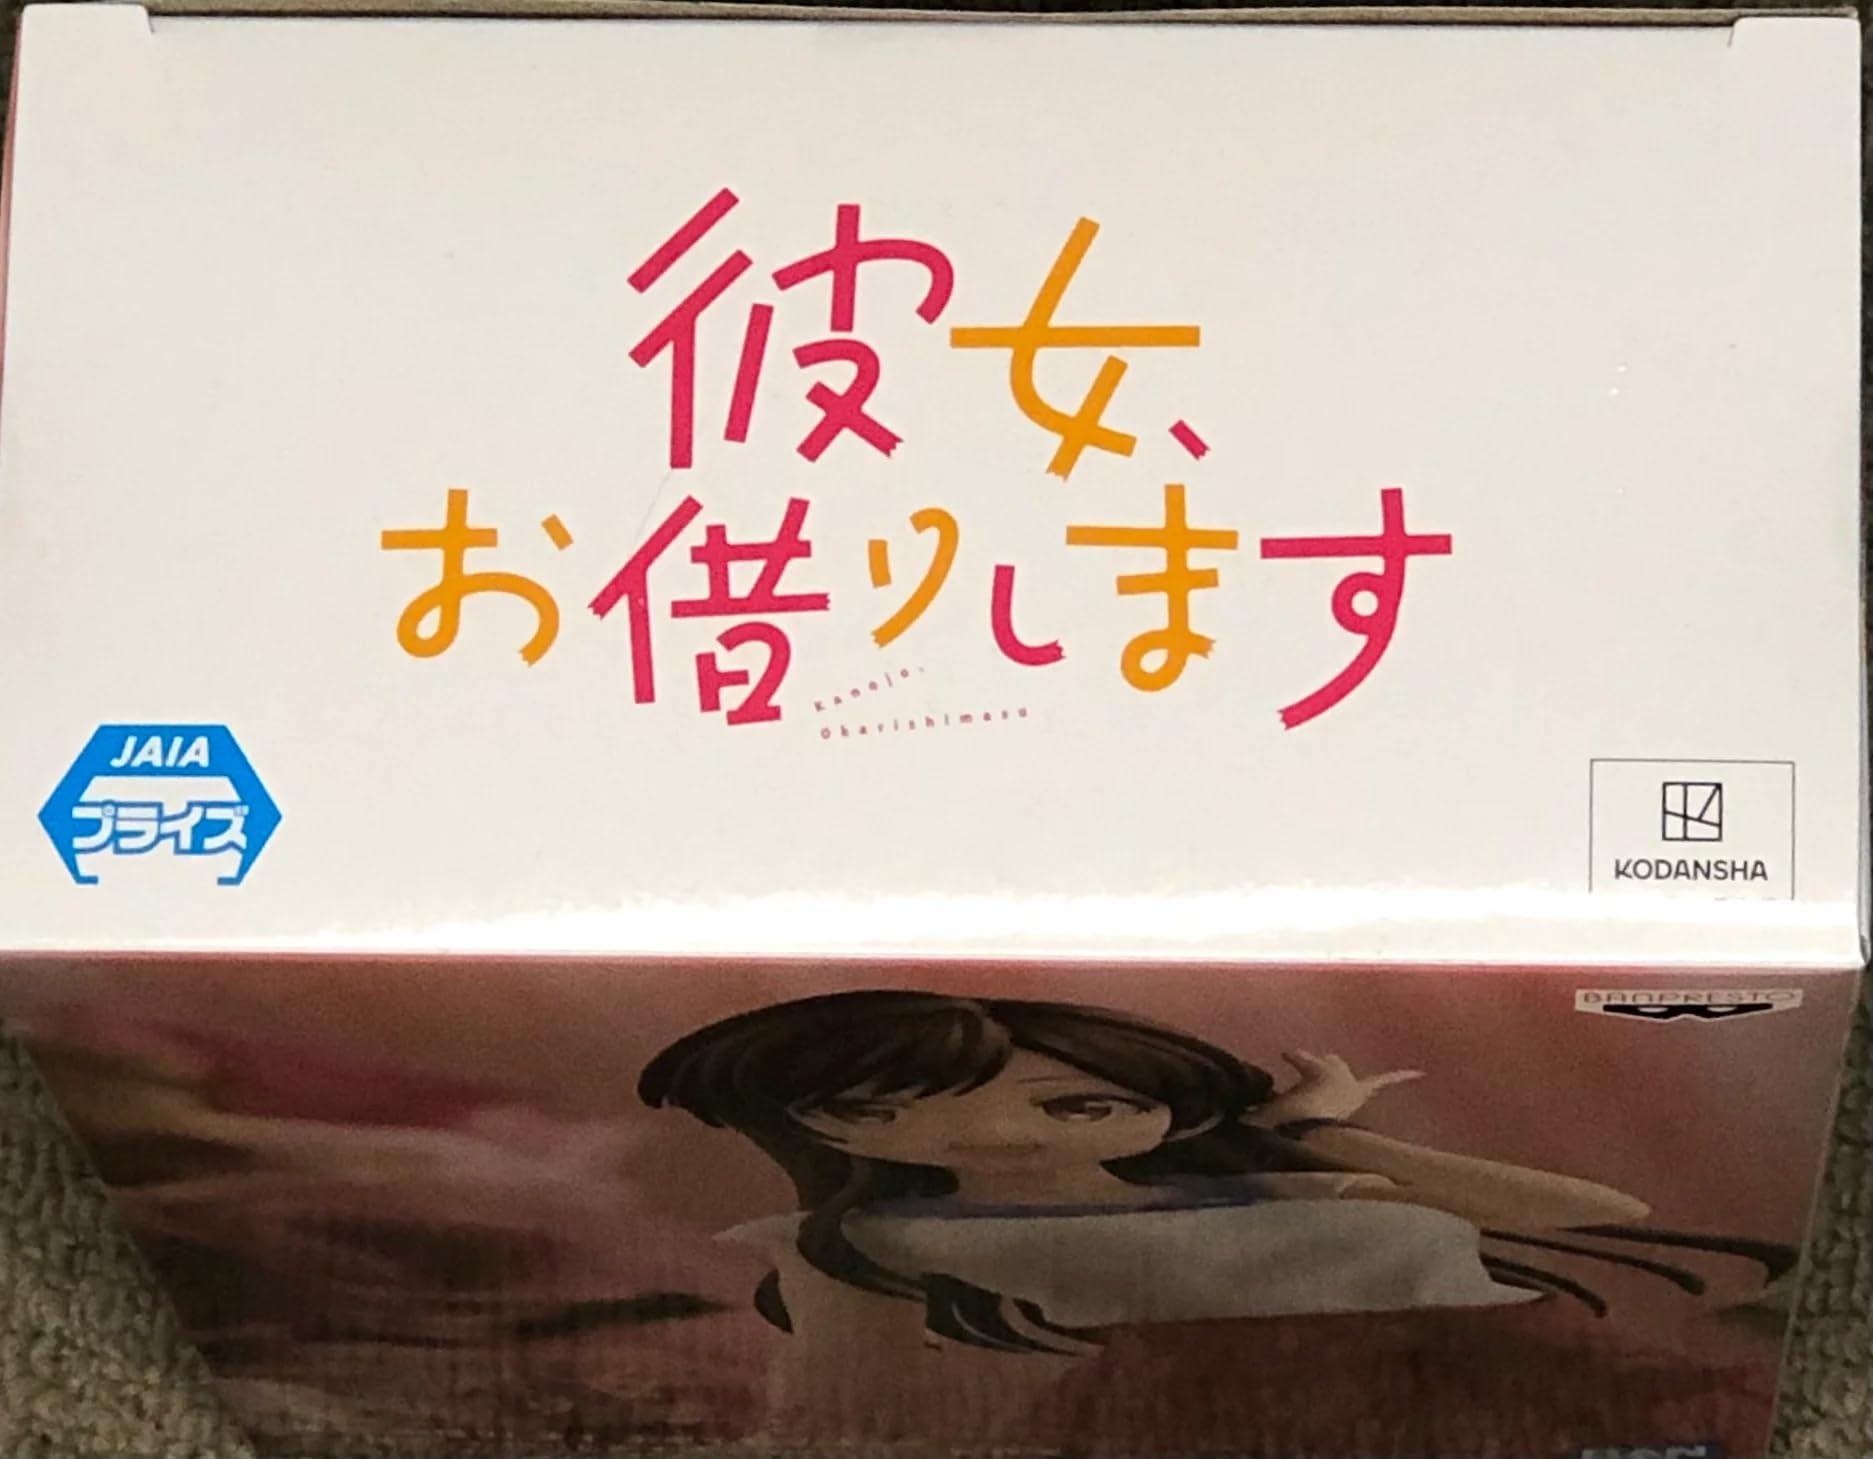 彼女、
お借りします
Kanojo、
Okarishimasu
JAIA
プライズ
KODANSHA
BANPRESTO